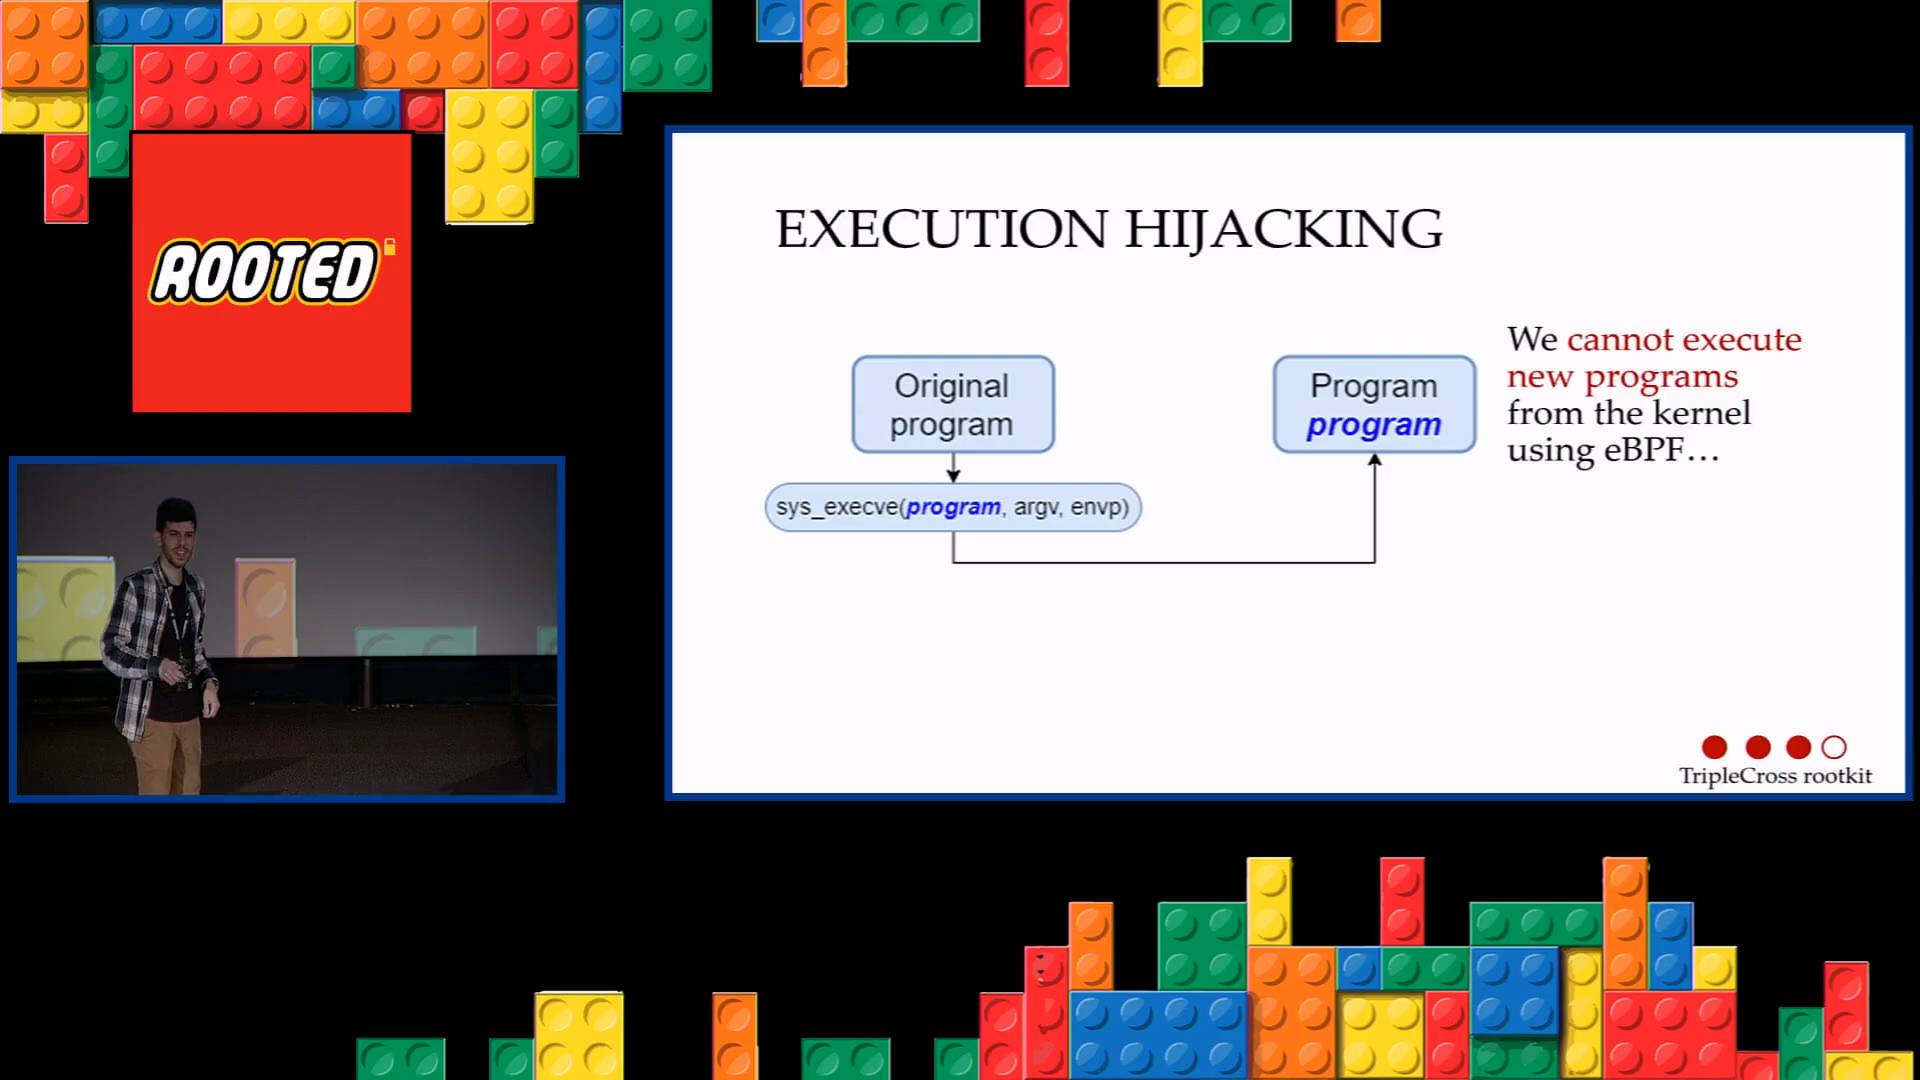 ROOTED
EXECUTION HIJACKING
Original
program
sys_execve(program, argv, envp)
Program
program
We cannot execute
new programs
from the kernel
using eBPF…
TripleCross rootkit